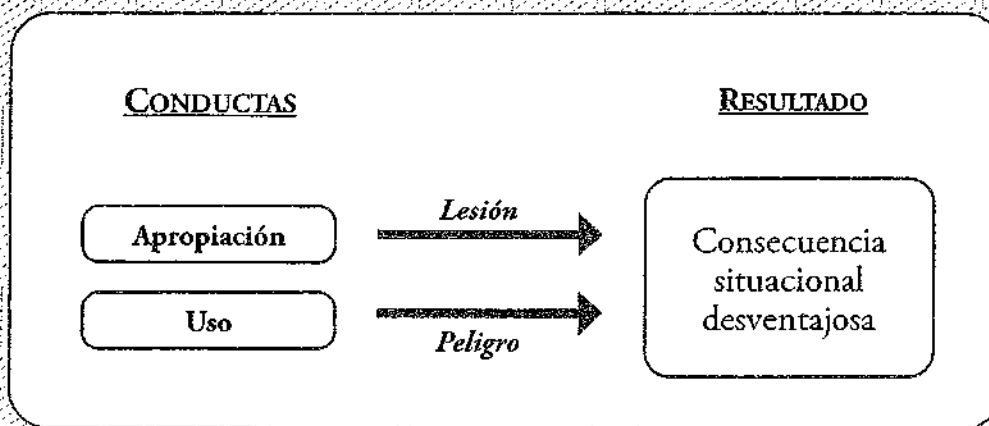 CONDUCTAS
RESULTADO
Apropiación
Lesión
Uso
Peligro
Consecuencia
situacional
desventajosa